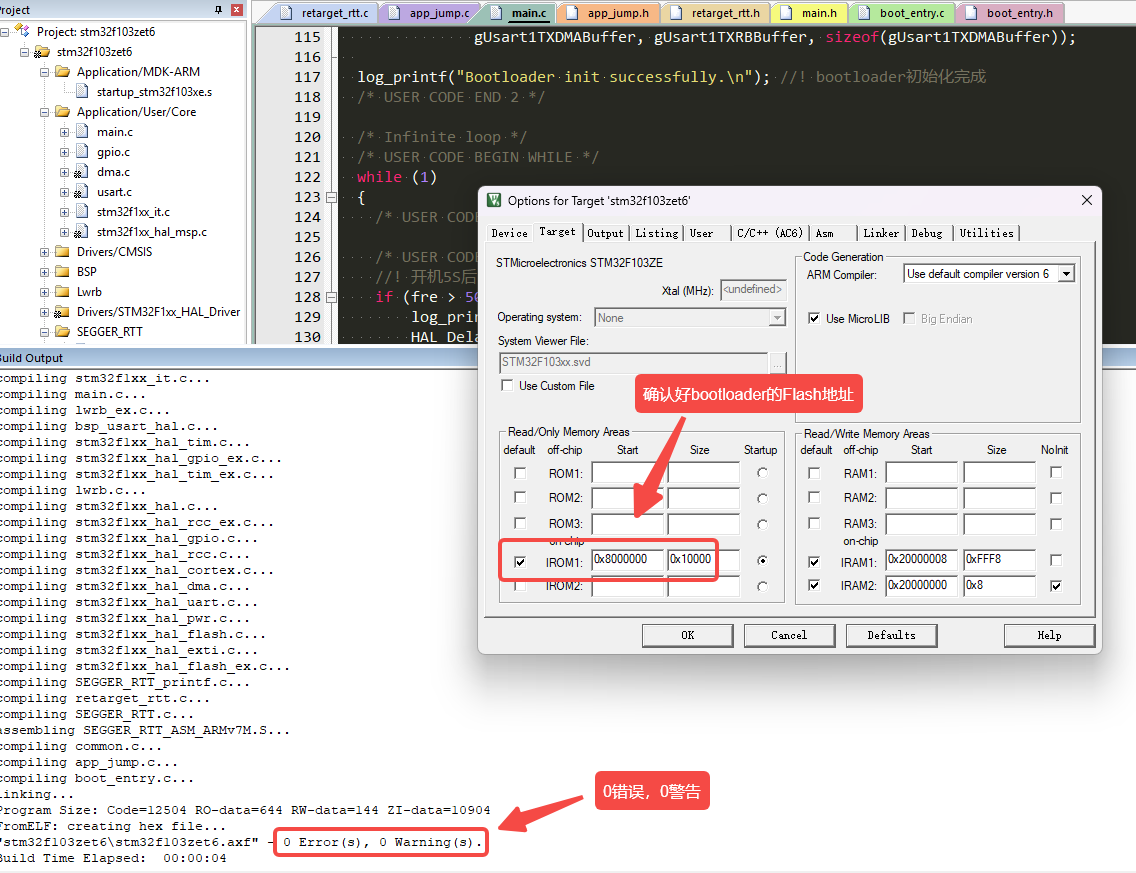 Project
Project: stm32f103zet6
stm32f103zet6
Application/MDK-ARM
startup_stm32f103xe.s
Application/User/Core
main.c
gpio.c
dma.c
usart.c
stm32f1xx_it.c
stm32f1xx_hal_msp.c
Drivers/CMSIS
BSP
Lwrb
Drivers/STM32F1xx_HAL_Driver
SEGGER_RTT
retarget_rtt.c app_jump.c main.c app_jump.h retarget_rtt.h main.h boot_entry.c boot_entry.h
115 gUsart1TXDMABuffer, gUsart1TXRBBuffer, sizeof(gUsart1TXDMABuffer));
116
117 log_printf("Bootloader init successfully.\n"); //! bootloader初始化完成
118 /* USER CODE END 2 */
119
120 /* Infinite loop */
121 /* USER CODE BEGIN WHILE */
122 while (1)
123 {
124 /* USER CODE
125
126 /* USER CODE
127 //! 开机5S后
128 if (fre > 50
129 log_prin
130 HAL_Dela
Options for Target 'stm32f103zet6'
Device Target Output Listing User C/C++ (AC6) Asm Linker Debug Utilities
STMicroelectronics STM32F103ZE
Xtal (MHz): <undefined>
Operating system: None
System Viewer File:
STM32F103xx.svd ...
Use Custom File
Code Generation
ARM Compiler: Use default compiler version 6
Use MicroLIB Big Endian
确认好bootloader的Flash地址
Read/Only Memory Areas
default off-chip Start Size Startup
ROM1:
ROM2:
ROM3:
on-chip
IROM1: 0x8000000 0x10000
IROM2:
Read/Write Memory Areas
default off-chip Start Size NoInit
RAM1:
RAM2:
RAM3:
on-chip
IRAM1: 0x20000008 0xFFF8
IRAM2: 0x20000000 0x8
OK Cancel Defaults Help
Build Output
compiling stm32f1xx_it.c...
compiling main.c...
compiling lwrb_ex.c...
compiling bsp_usart_hal.c...
compiling stm32f1xx_hal_tim.c...
compiling stm32f1xx_hal_gpio_ex.c...
compiling stm32f1xx_hal_tim_ex.c...
compiling lwrb.c...
compiling stm32f1xx_hal.c...
compiling stm32f1xx_hal_rcc_ex.c...
compiling stm32f1xx_hal_gpio.c...
compiling stm32f1xx_hal_rcc.c...
compiling stm32f1xx_hal_cortex.c...
compiling stm32f1xx_hal_dma.c...
compiling stm32f1xx_hal_uart.c...
compiling stm32f1xx_hal_pwr.c...
compiling stm32f1xx_hal_flash.c...
compiling stm32f1xx_hal_exti.c...
compiling stm32f1xx_hal_flash_ex.c...
compiling SEGGER_RTT_printf.c...
compiling retarget_rtt.c...
compiling SEGGER_RTT.c...
assembling SEGGER_RTT_ASM_ARMv7M.S...
compiling common.c...
compiling app_jump.c...
compiling boot_entry.c...
linking...
Program Size: Code=12504 RO-data=644 RW-data=144 ZI-data=10904
FromELF: creating hex file...
"stm32f103zet6\stm32f103zet6.axf" - 0 Error(s), 0 Warning(s).
Build Time Elapsed: 00:00:04
0错误，0警告